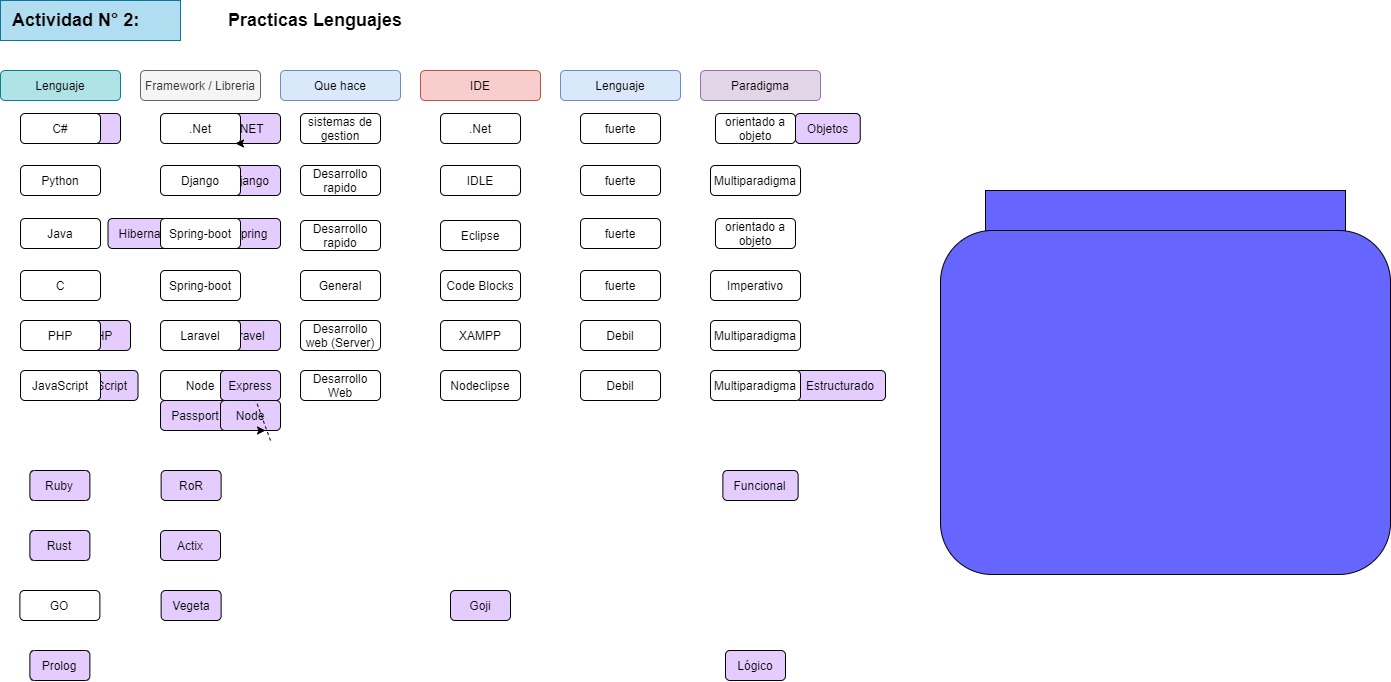 Actividad N° 2:
Practicas Lenguajes
Lenguaje
Framework / Libreria
Que hace
IDE
Lenguaje
Paradigma
C#
.Net
NET
sistemas de
gestion
.Net
fuerte
orientado a
objeto
Objetos
Python
Django
jango
Desarrollo
rapido
IDLE
fuerte
Multiparadigma
Java
Hiberna
Spring-boot
pring
Desarrollo
rapido
Eclipse
fuerte
orientado a
objeto
C
Spring-boot
General
Code Blocks
fuerte
Imperativo
PHP
HP
Laravel
ravel
Desarrollo
web (Server)
XAMPP
Debil
Multiparadigma
JavaScript
Script
Node
Express
Desarrollo
Web
Nodeclipse
Debil
Multiparadigma
Estructurado
Passport
Node
Ruby
RoR
Funcional
Rust
Actix
GO
Vegeta
Goji
Prolog
Lógico